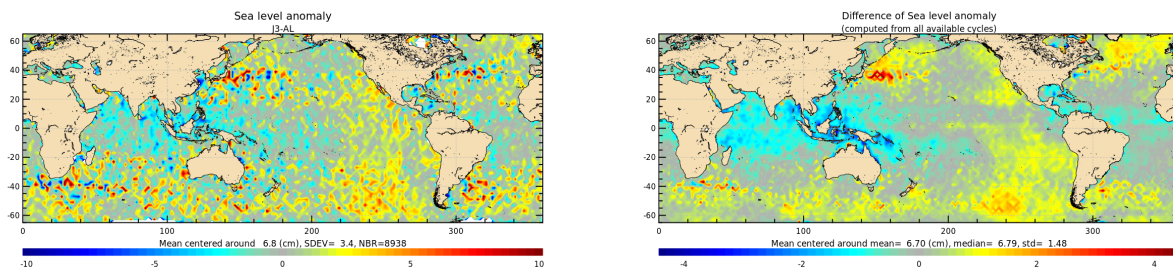 Sea level anomaly
J3-AL
60
40
20
0
-20
-40
-60
0 100 200 300
Mean centered around 6.8 (cm), SDEV= 3.4, NBR=8938
-10 -5 0 5 10
Difference of Sea level anomaly
(computed from all available cycles)
60
40
20
0
-20
-40
-60
0 100 200 300
Mean centered around mean= 6.70 (cm), median= 6.79, std= 1.48
-4 -2 0 2 4